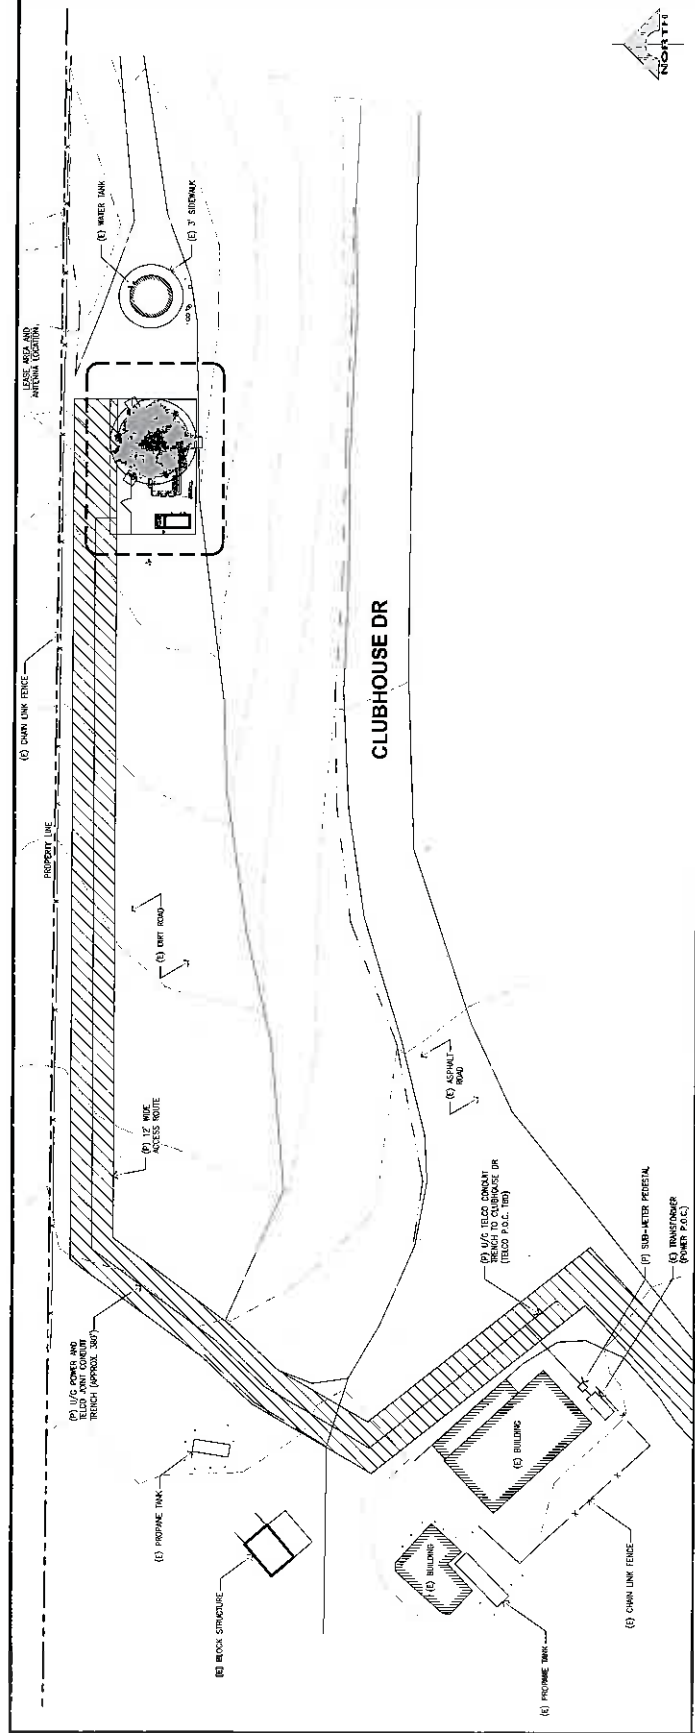 NORTH
(E) WATER TANK
(E) 3' SIDEWALK
LEASE AREA AND
ANTENNA LOCATION.
(E) CHAIN LINK FENCE
PROPERTY LINE
CLUBHOUSE DR
(E) DIRT ROAD
(E) ASPHALT
ROAD
(P) 12' WIDE
ACCESS ROUTE
(P) U/G POWER AND
TELCO JOINT CONDUIT
TRENCH (APPROX. 380')
(P) U/G TELCO CONDUIT
TRENCH TO CLUBHOUSE DR
(TELCO P.O.C. TBD)
(P) SUB-METER PEDESTAL
(E) TRANSFORMER
(POWER P.O.C.)
(E) PROPANE TANK
(E) BLOCK STRUCTURE
(E) BUILDING
(E) BUILDING
(E) PROPANE TANK
(E) CHAIN LINK FENCE